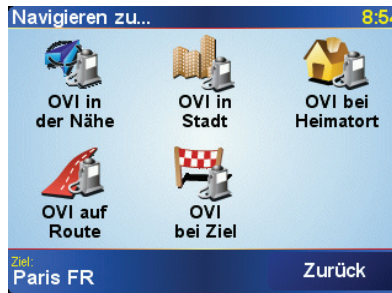 Navigieren zu...
8:54
OVI in
der Nähe
OVI in
Stadt
OVI bei
Heimatort
OVI auf
Route
OVI
bei Ziel
Ziel:
Paris FR
Zurück